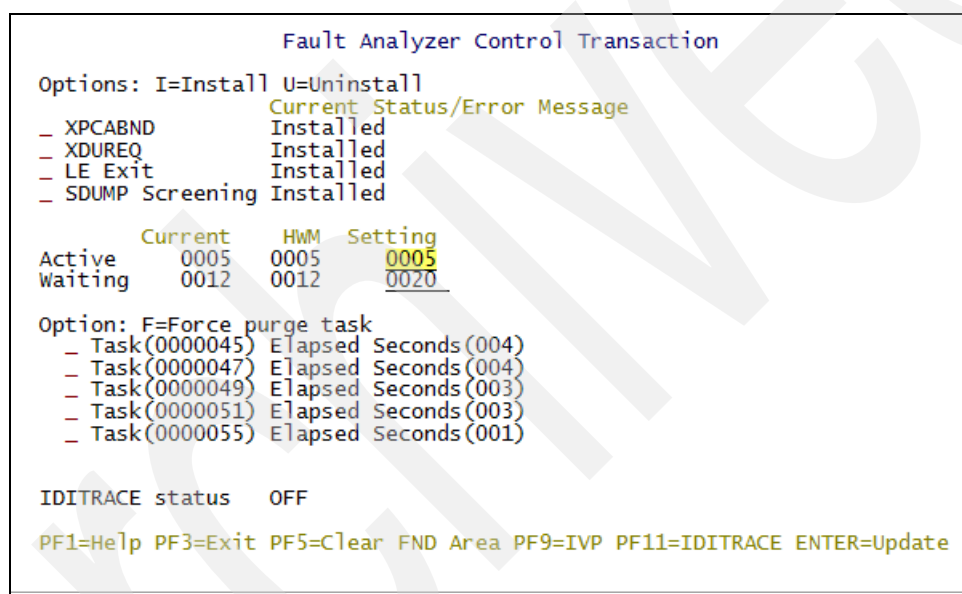 Fault Analyzer Control Transaction
Options: I=Install U=Uninstall
Current Status/Error Message
_ XPCABND Installed
_ XDUREQ Installed
_ LE Exit Installed
_ SDUMP Screening Installed
Current HWM Setting
Active 0005 0005 0005
Waiting 0012 0012 0020
Option: F=Force purge task
_ Task(0000045) Elapsed Seconds(004)
_ Task(0000047) Elapsed Seconds(004)
_ Task(0000049) Elapsed Seconds(003)
_ Task(0000051) Elapsed Seconds(003)
_ Task(0000055) Elapsed Seconds(001)
IDITRACE status OFF
PF1=Help PF3=Exit PF5=Clear FND Area PF9=IVP PF11=IDITRACE ENTER=Update